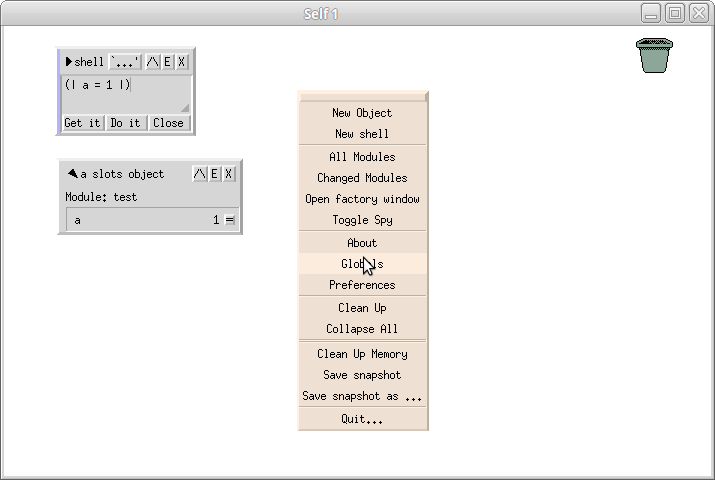 Self 1
shell `...' /\ E X
(| a = 1 |)
Get it Do it Close
a slots object /\ E X
Module: test
a 1 =
New Object
New shell
All Modules
Changed Modules
Open factory window
Toggle Spy
About
Globals
Preferences
Clean Up
Collapse All
Clean Up Memory
Save snapshot
Save snapshot as ...
Quit...